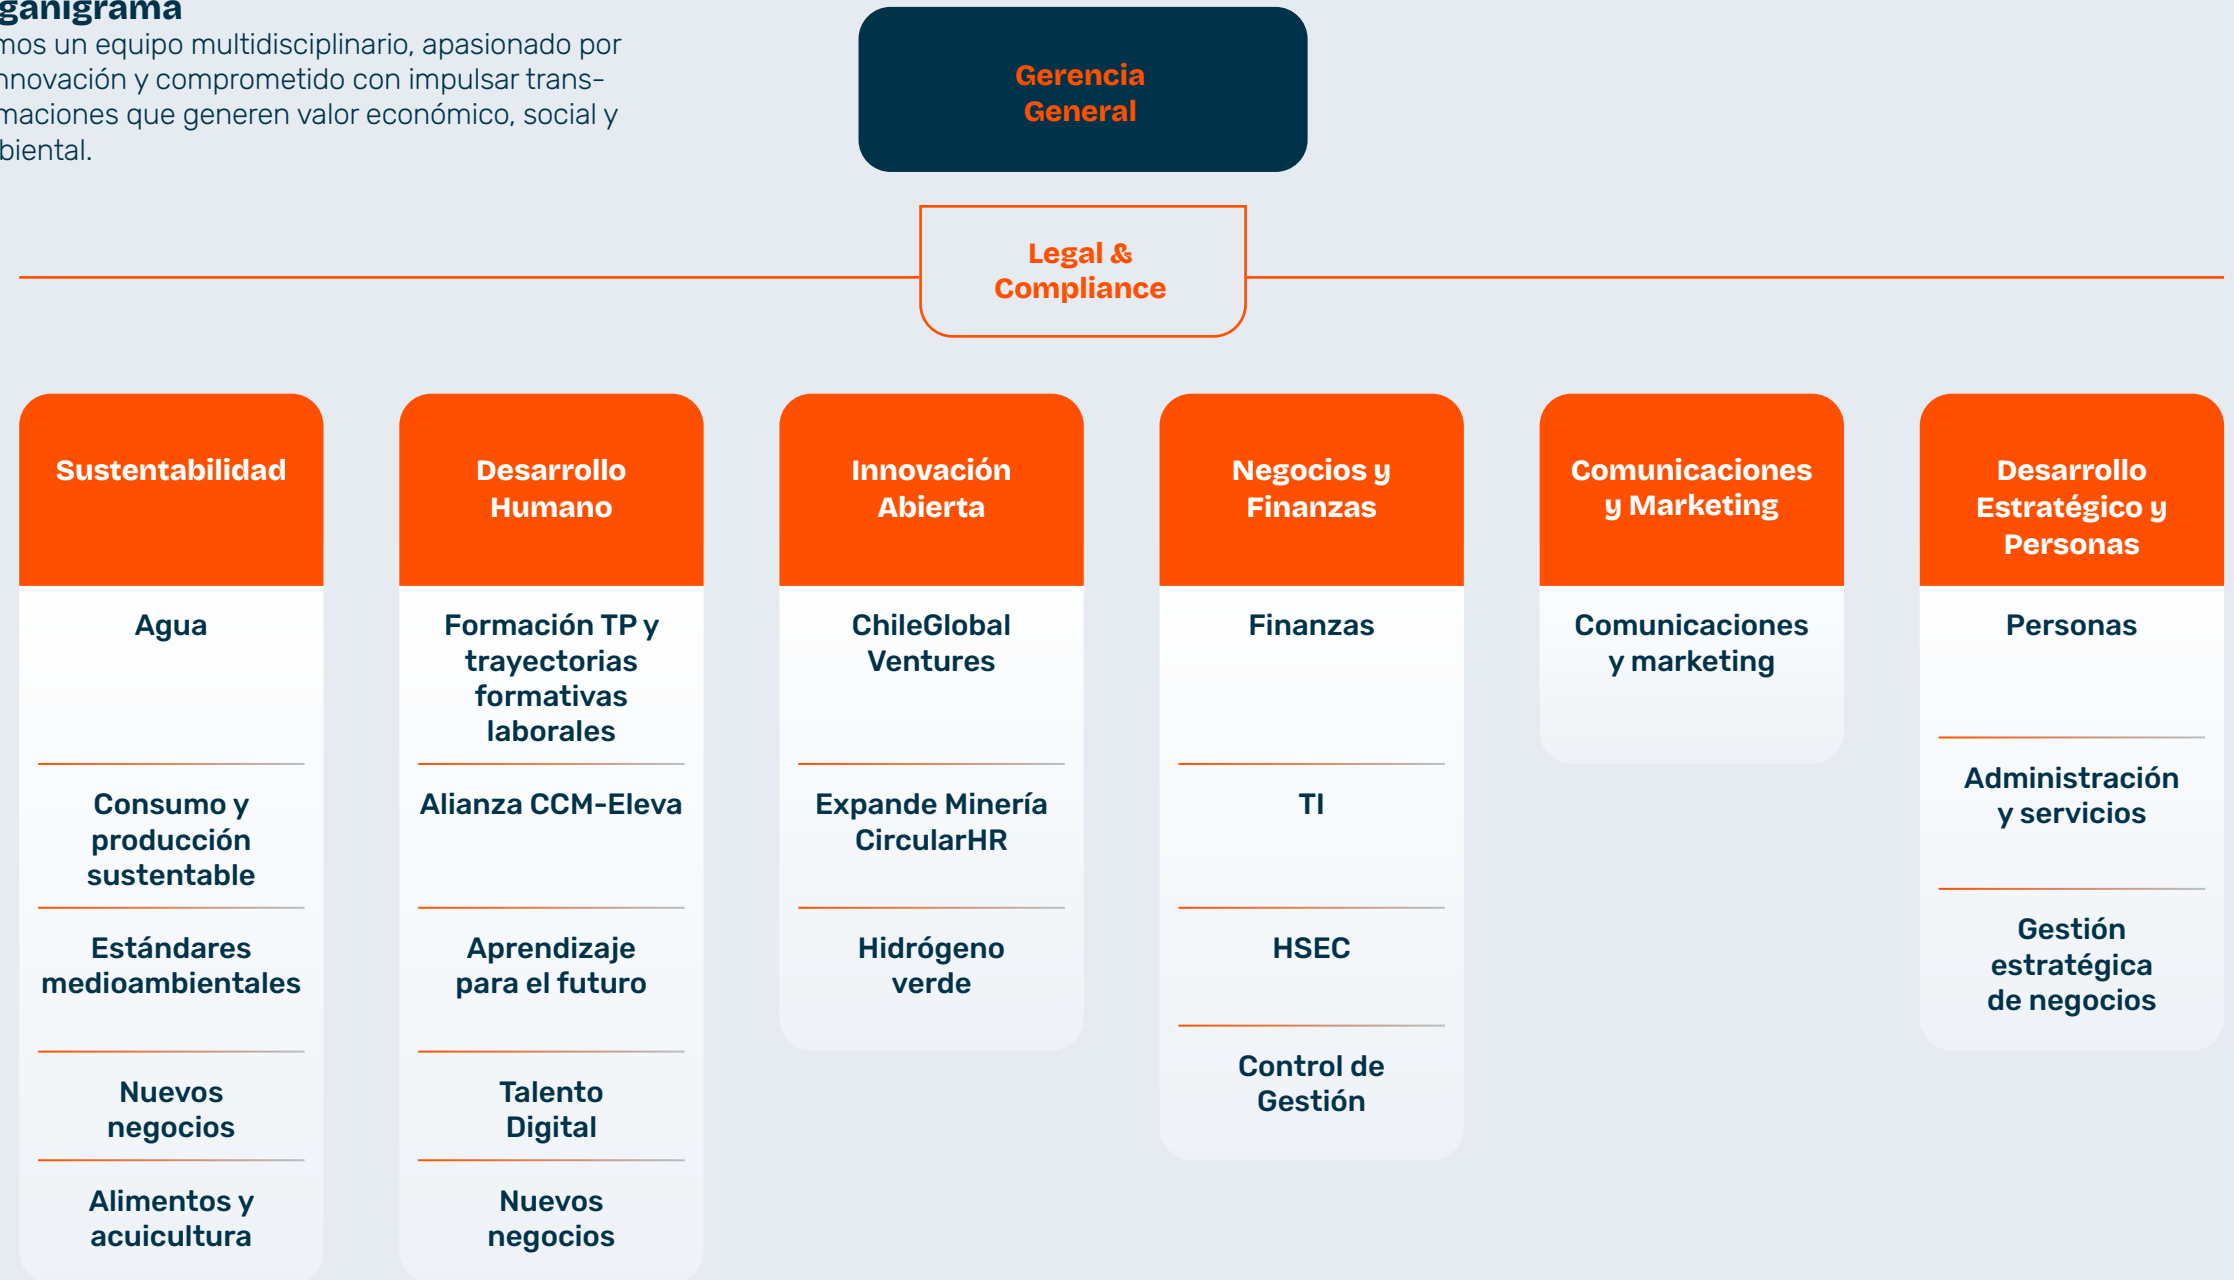 ganigrama
mos un equipo multidisciplinario, apasionado por
nnovación y comprometido con impulsar trans-
maciones que generen valor económico, social y
biental.
Gerencia
General
Legal &
Compliance
Sustentabilidad
Agua
Consumo y
producción
sustentable
Estándares
medioambientales
Nuevos
negocios
Alimentos y
acuicultura
Desarrollo
Humano
Formación TP y
trayectorias
formativas
laborales
Alianza CCM-Eleva
Aprendizaje
para el futuro
Talento
Digital
Nuevos
negocios
Innovación
Abierta
ChileGlobal
Ventures
Expande Minería
CircularHR
Hidrógeno
verde
Negocios y
Finanzas
Finanzas
TI
HSEC
Control de
Gestión
Comunicaciones
y Marketing
Comunicaciones
y marketing
Desarrollo
Estratégico y
Personas
Personas
Administración
y servicios
Gestión
estratégica
de negocios